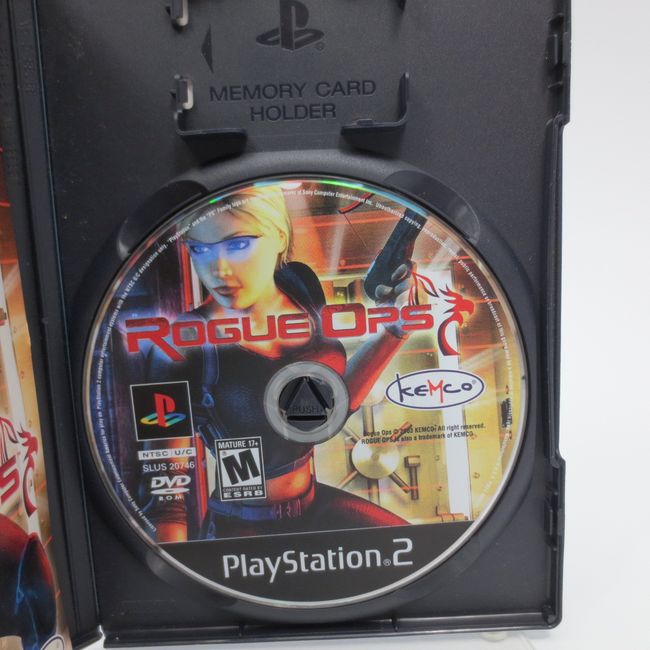 MEMORY CARD
HOLDER
ROGUE OPS
KEMCO
Rogue Ops © 2003 KEMCO. All right reserved.
ROGUE OPS is also a trademark of KEMCO.
PUSH
NTSC U/C
SLUS 20746
DVD
ROM
MATURE 17+
M
CONTENT RATED BY
ESRB
PlayStation®2